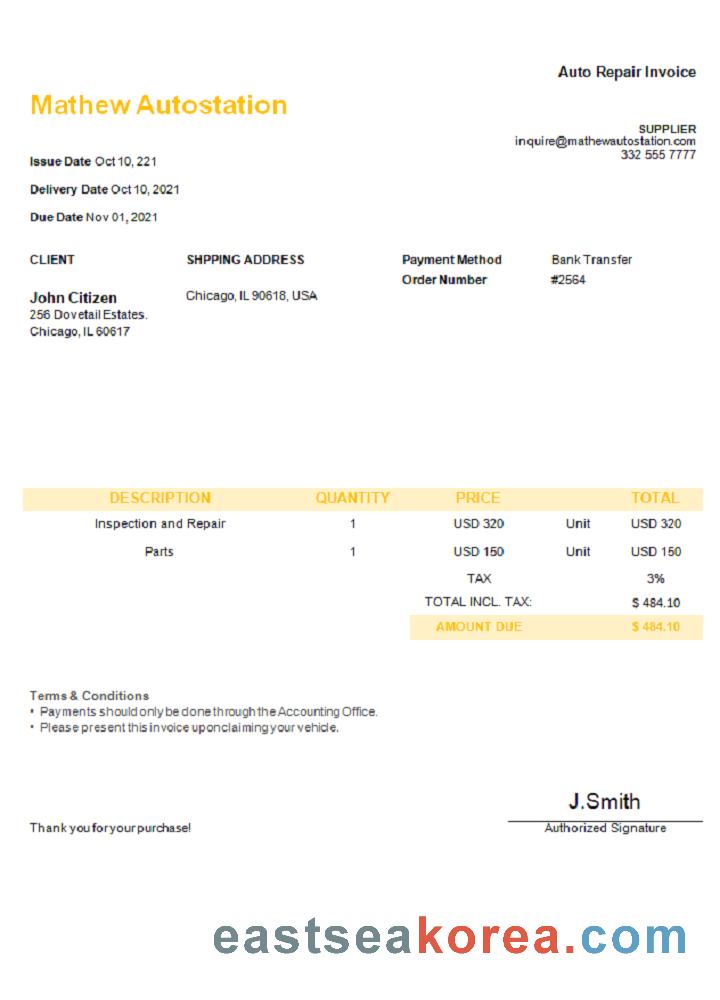 Auto Repair Invoice
Mathew Autostation
SUPPLIER
inquire@mathewautostation.com
332 555 7777
Issue Date Oct 10, 221
Delivery Date Oct 10, 2021
Due Date Nov 01, 2021
CLIENT SHPPING ADDRESS Payment Method Bank Transfer
Order Number #2564
John Citizen Chicago, IL 90618, USA
256 Dovetail Estates.
Chicago, IL 60617
DESCRIPTION QUANTITY PRICE TOTAL
Inspection and Repair 1 USD 320 Unit USD 320
Parts 1 USD 150 Unit USD 150
TAX 3%
TOTAL INCL. TAX: $ 484.10
AMOUNT DUE $ 484.10
Terms & Conditions
• Payments should only be done through the Accounting Office.
• Please present this invoice upon claiming your vehicle.
J.Smith
Thank you for your purchase! Authorized Signature
eastseakorea.com